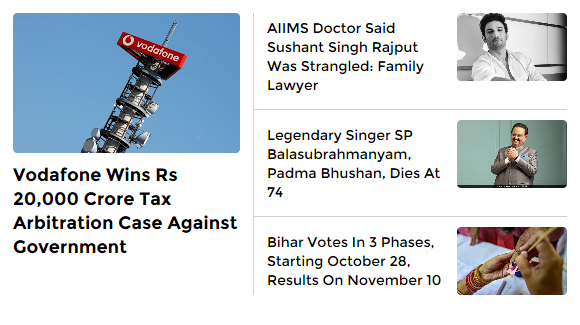 vodafone
Vodafone Wins Rs
20,000 Crore Tax
Arbitration Case Against
Government
AIIMS Doctor Said
Sushant Singh Rajput
Was Strangled: Family
Lawyer
Legendary Singer SP
Balasubrahmanyam,
Padma Bhushan, Dies At
74
Bihar Votes In 3 Phases,
Starting October 28,
Results On November 10